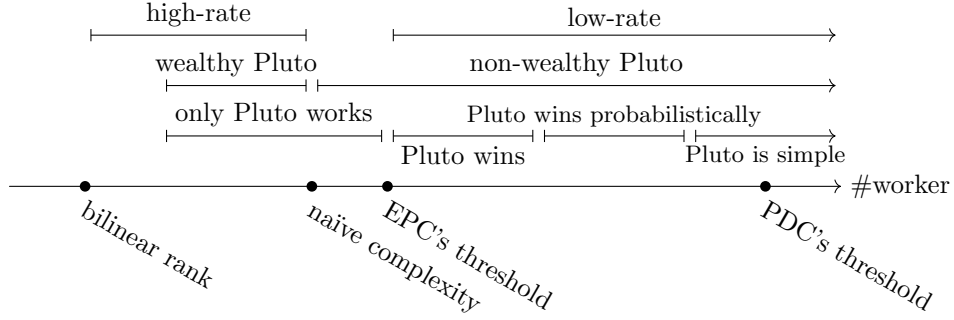 high-rate
low-rate
wealthy Pluto
non-wealthy Pluto
only Pluto works
Pluto wins probabilistically
Pluto wins
Pluto is simple
#worker
bilinear rank
naïve complexity
EPC's threshold
PDC's threshold